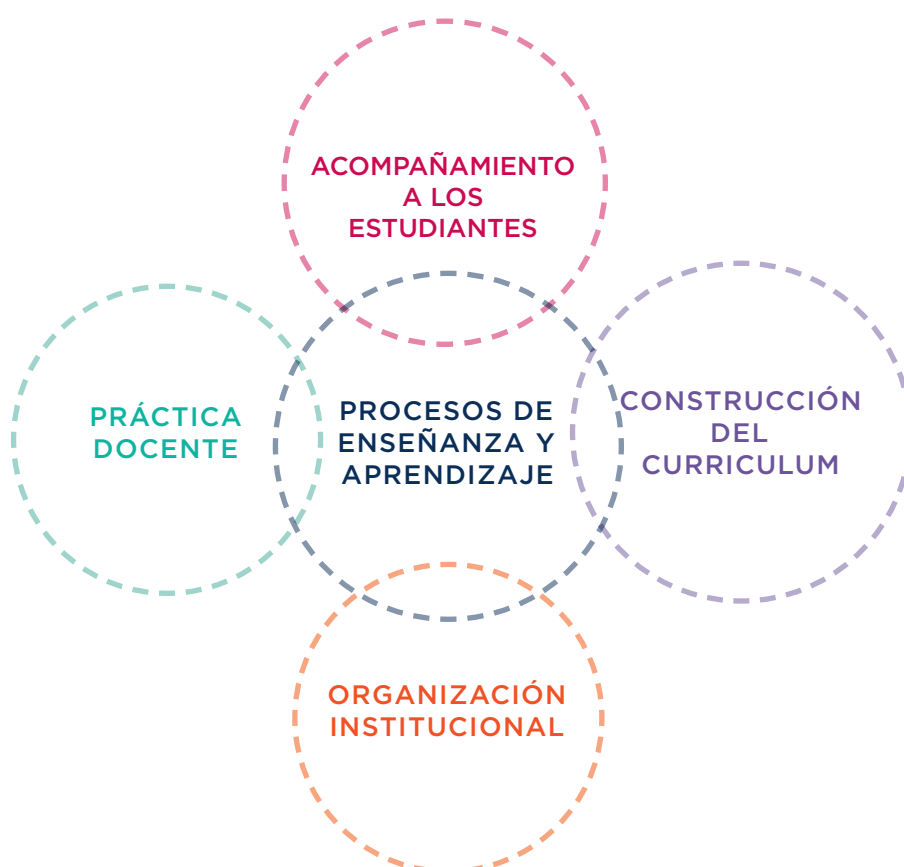 ACOMPAÑAMIENTO
A LOS
ESTUDIANTES
PRÁCTICA
DOCENTE
PROCESOS DE
ENSEÑANZA Y
APRENDIZAJE
CONSTRUCCIÓN
DEL
CURRICULUM
ORGANIZACIÓN
INSTITUCIONAL